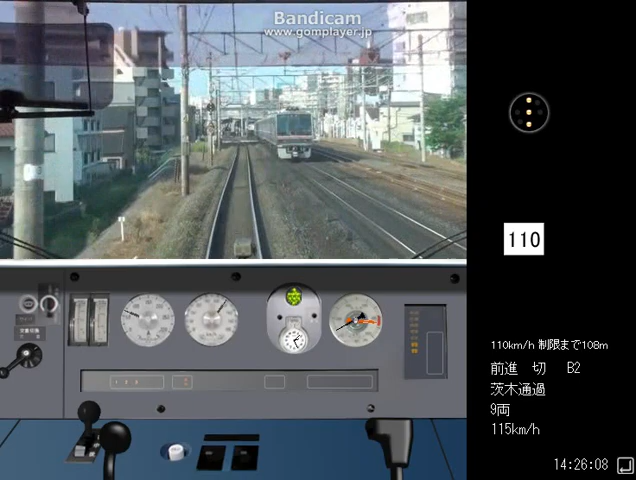 Bandicam
www.gomplayer.jp
110
110km/h 制限まで108m
前進 切 B2
茨木通過
9両
115km/h
14:26:08